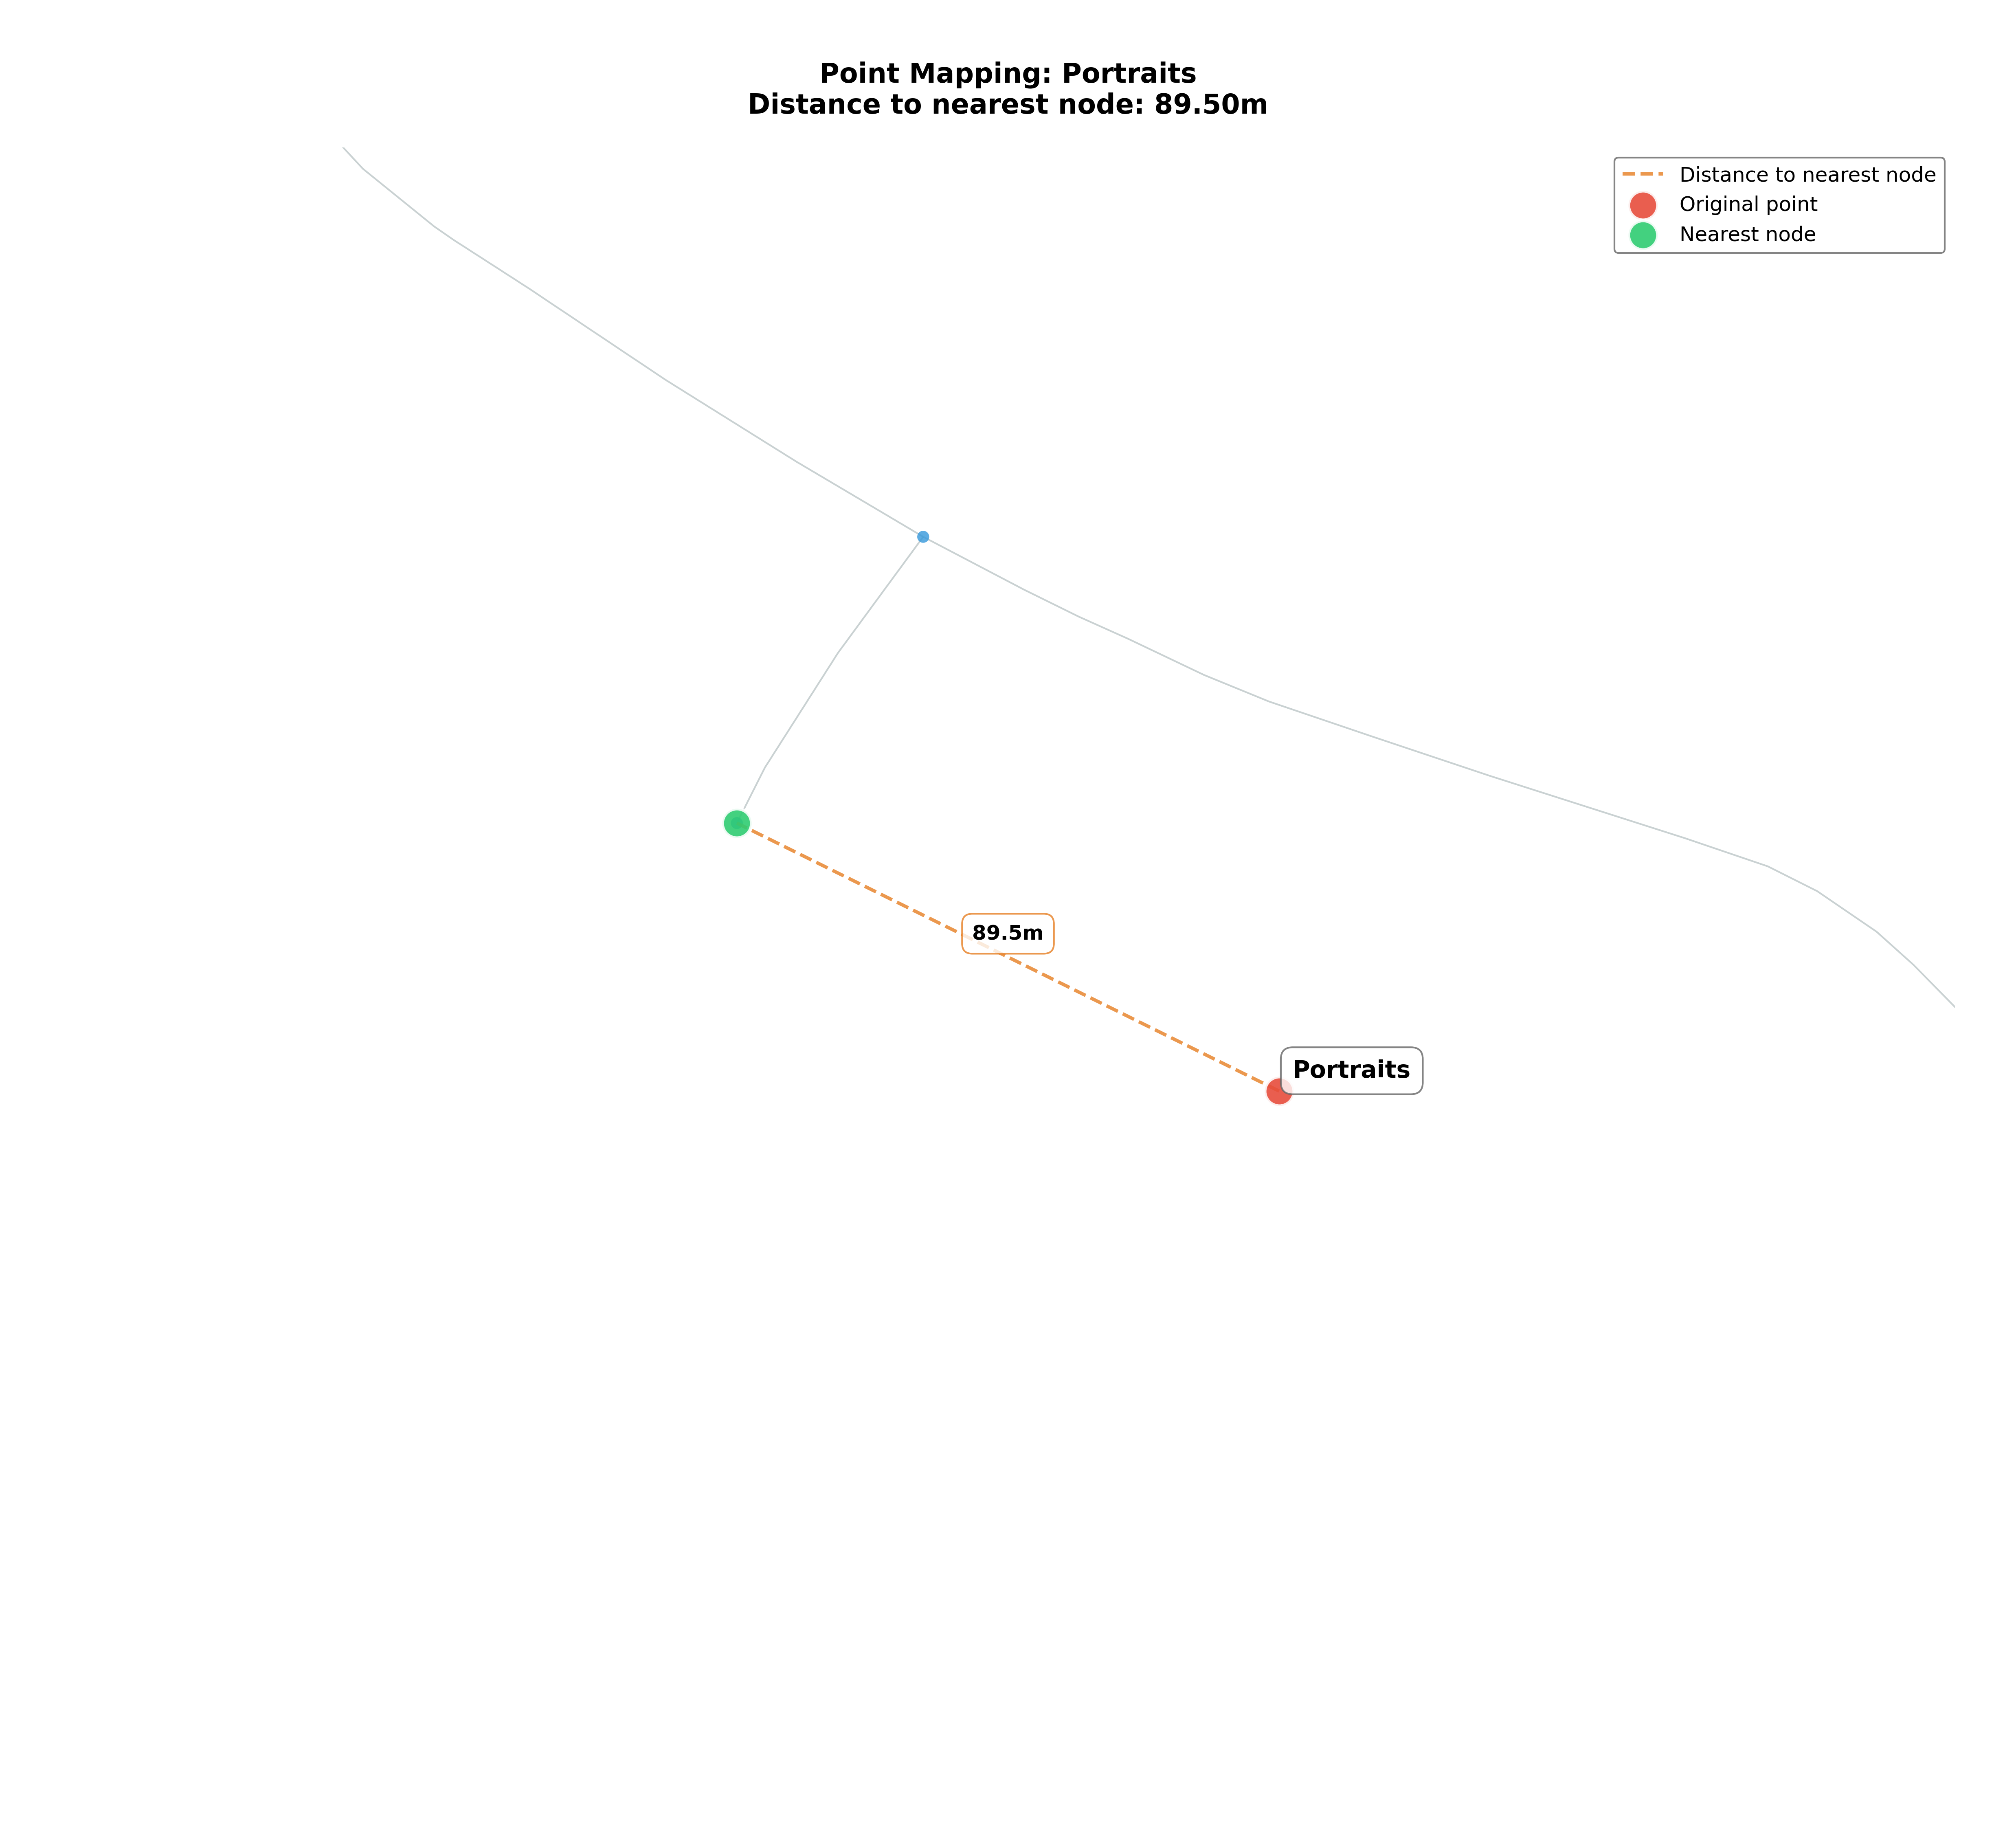 Point Mapping: Portraits
Distance to nearest node: 89.50m
Distance to nearest node
Original point
Nearest node
89.5m
Portraits